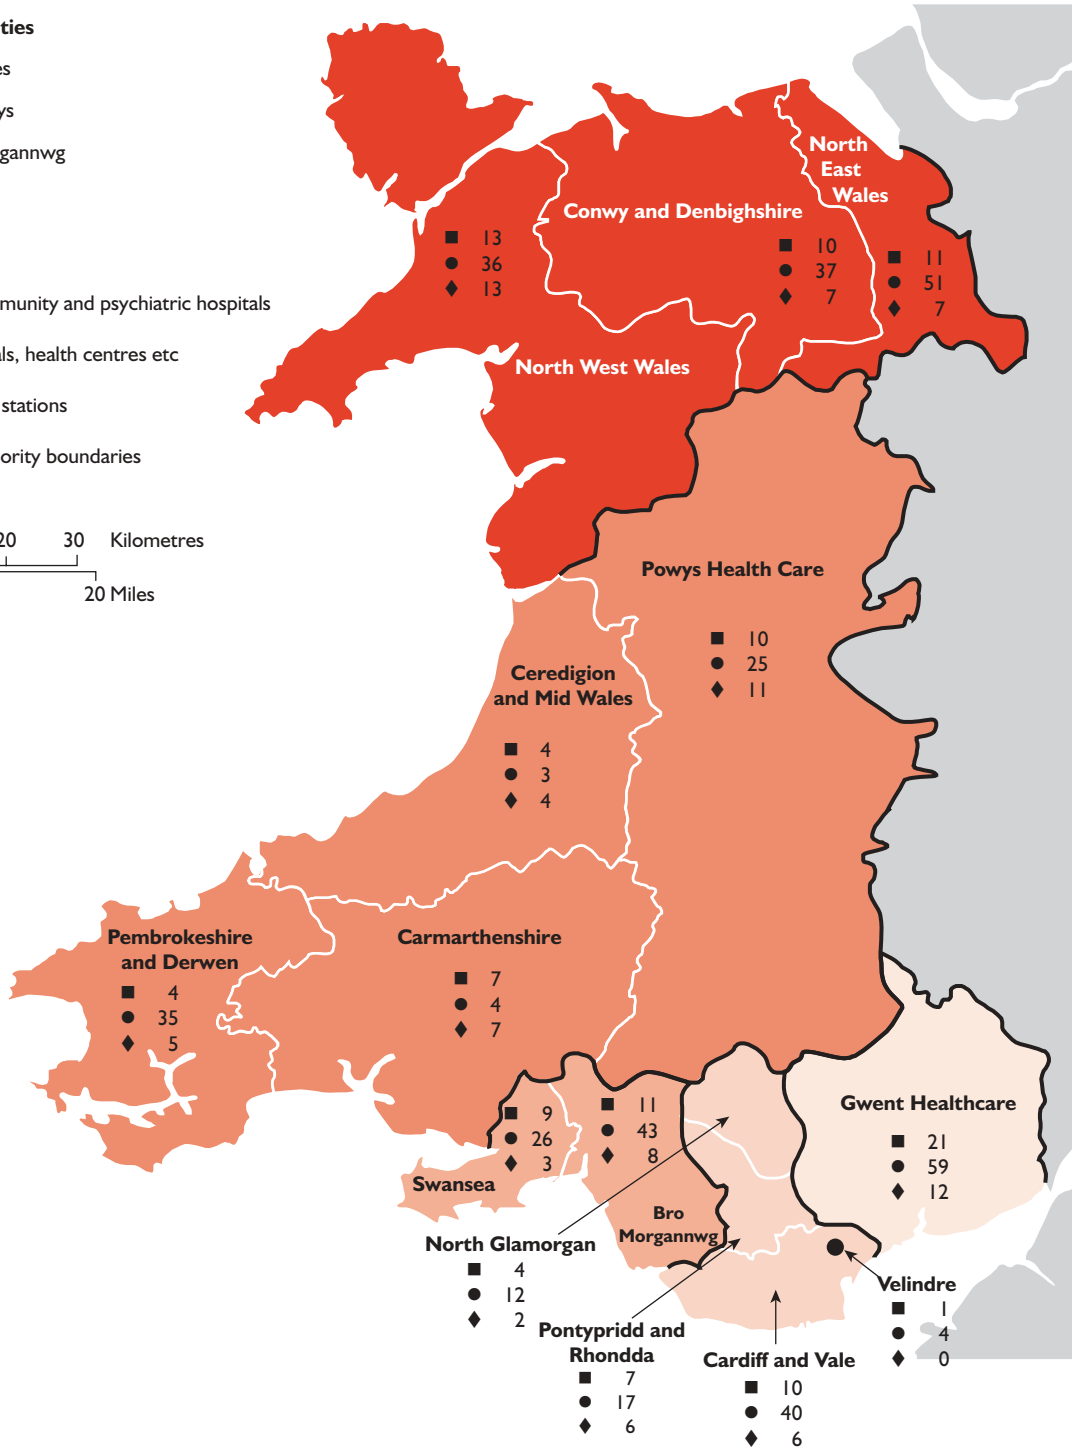 ties
es
ys
gannwg
munity and psychiatric hospitals
ls, health centres etc
stations
ority boundaries
20 30 Kilometres
20 Miles
North
East
Wales
■ 11
● 51
♦ 7
Conwy and Denbighshire
■ 10
● 37
♦ 7
■ 13
● 36
♦ 13
North West Wales
Powys Health Care
■ 10
● 25
♦ 11
Ceredigion
and Mid Wales
■ 4
● 3
♦ 4
Pembrokeshire
and Derwen
■ 4
● 35
♦ 5
Carmarthenshire
■ 7
● 4
♦ 7
■ 9
● 26
♦ 3
Swansea
■ 11
● 43
♦ 8
Bro
Morgannwg
Gwent Healthcare
■ 21
● 59
♦ 12
North Glamorgan
■ 4
● 12
♦ 2
Pontypridd and
Rhondda
■ 7
● 17
♦ 6
Cardiff and Vale
■ 10
● 40
♦ 6
Velindre
■ 1
● 4
♦ 0